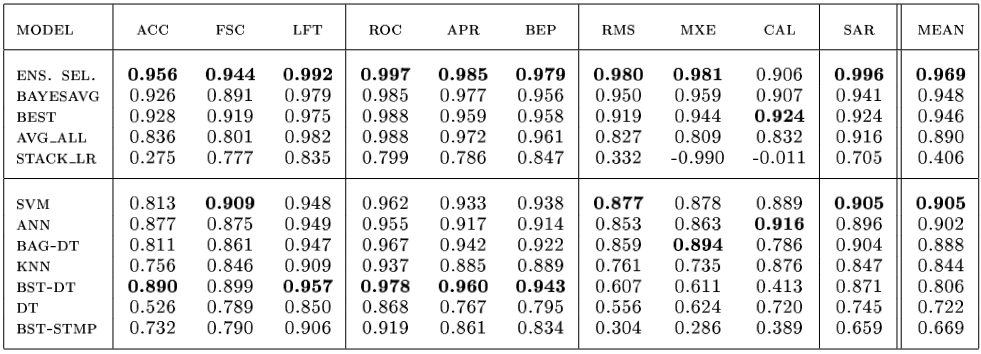 MODEL ACC FSC LFT ROC APR BEP RMS MXE CAL SAR MEAN
ENS. SEL. 0.956 0.944 0.992 0.997 0.985 0.979 0.980 0.981 0.906 0.996 0.969
BAYESAVG 0.926 0.891 0.979 0.985 0.977 0.956 0.950 0.959 0.907 0.941 0.948
BEST 0.928 0.919 0.975 0.988 0.959 0.958 0.919 0.944 0.924 0.924 0.946
AVG_ALL 0.836 0.801 0.982 0.988 0.972 0.961 0.827 0.809 0.832 0.916 0.890
STACK_LR 0.275 0.777 0.835 0.799 0.786 0.847 0.332 -0.990 -0.011 0.705 0.406
SVM 0.813 0.909 0.948 0.962 0.933 0.938 0.877 0.878 0.889 0.905 0.905
ANN 0.877 0.875 0.949 0.955 0.917 0.914 0.853 0.863 0.916 0.896 0.902
BAG-DT 0.811 0.861 0.947 0.967 0.942 0.922 0.859 0.894 0.786 0.904 0.888
KNN 0.756 0.846 0.909 0.937 0.885 0.889 0.761 0.735 0.876 0.847 0.844
BST-DT 0.890 0.899 0.957 0.978 0.960 0.943 0.607 0.611 0.413 0.871 0.806
DT 0.526 0.789 0.850 0.868 0.767 0.795 0.556 0.624 0.720 0.745 0.722
BST-STMP 0.732 0.790 0.906 0.919 0.861 0.834 0.304 0.286 0.389 0.659 0.669